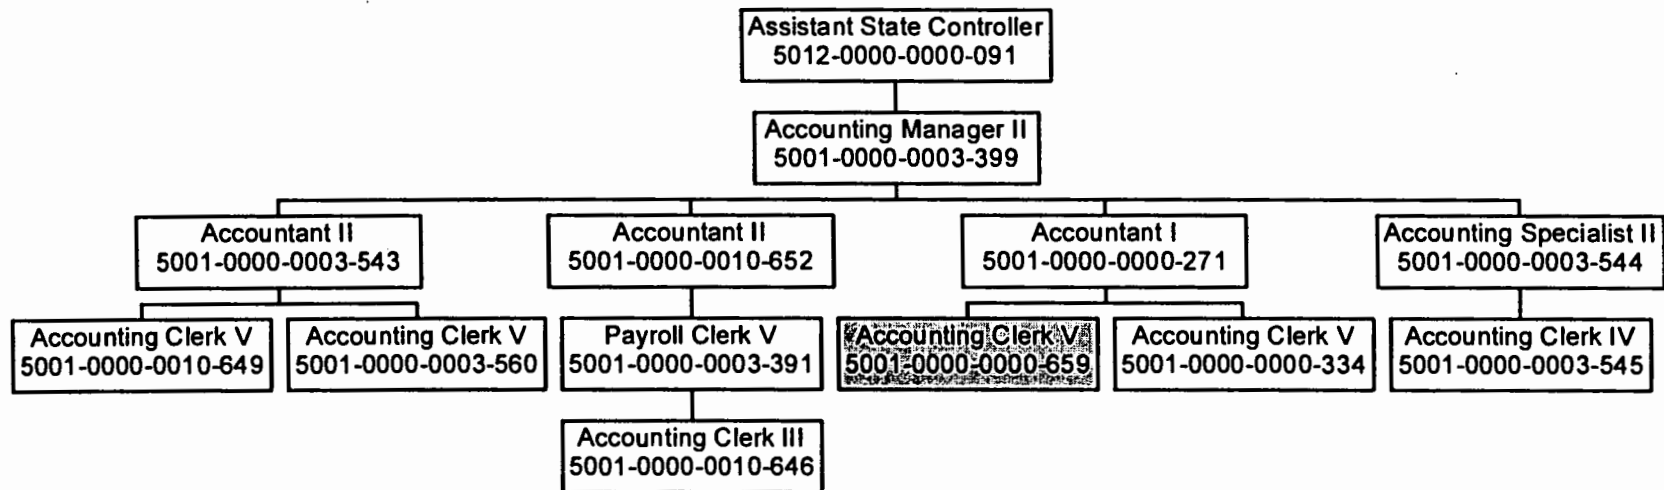 Assistant State Controller
5012-0000-0000-091
Accounting Manager II
5001-0000-0003-399
Accountant II
5001-0000-0003-543
Accountant II
5001-0000-0010-652
Accountant I
5001-0000-0000-271
Accounting Specialist II
5001-0000-0003-544
Accounting Clerk V
5001-0000-0010-649
Accounting Clerk V
5001-0000-0003-560
Payroll Clerk V
5001-0000-0003-391
Accounting Clerk V
5001-0000-0000-659
Accounting Clerk V
5001-0000-0000-334
Accounting Clerk IV
5001-0000-0003-545
Accounting Clerk III
5001-0000-0010-646